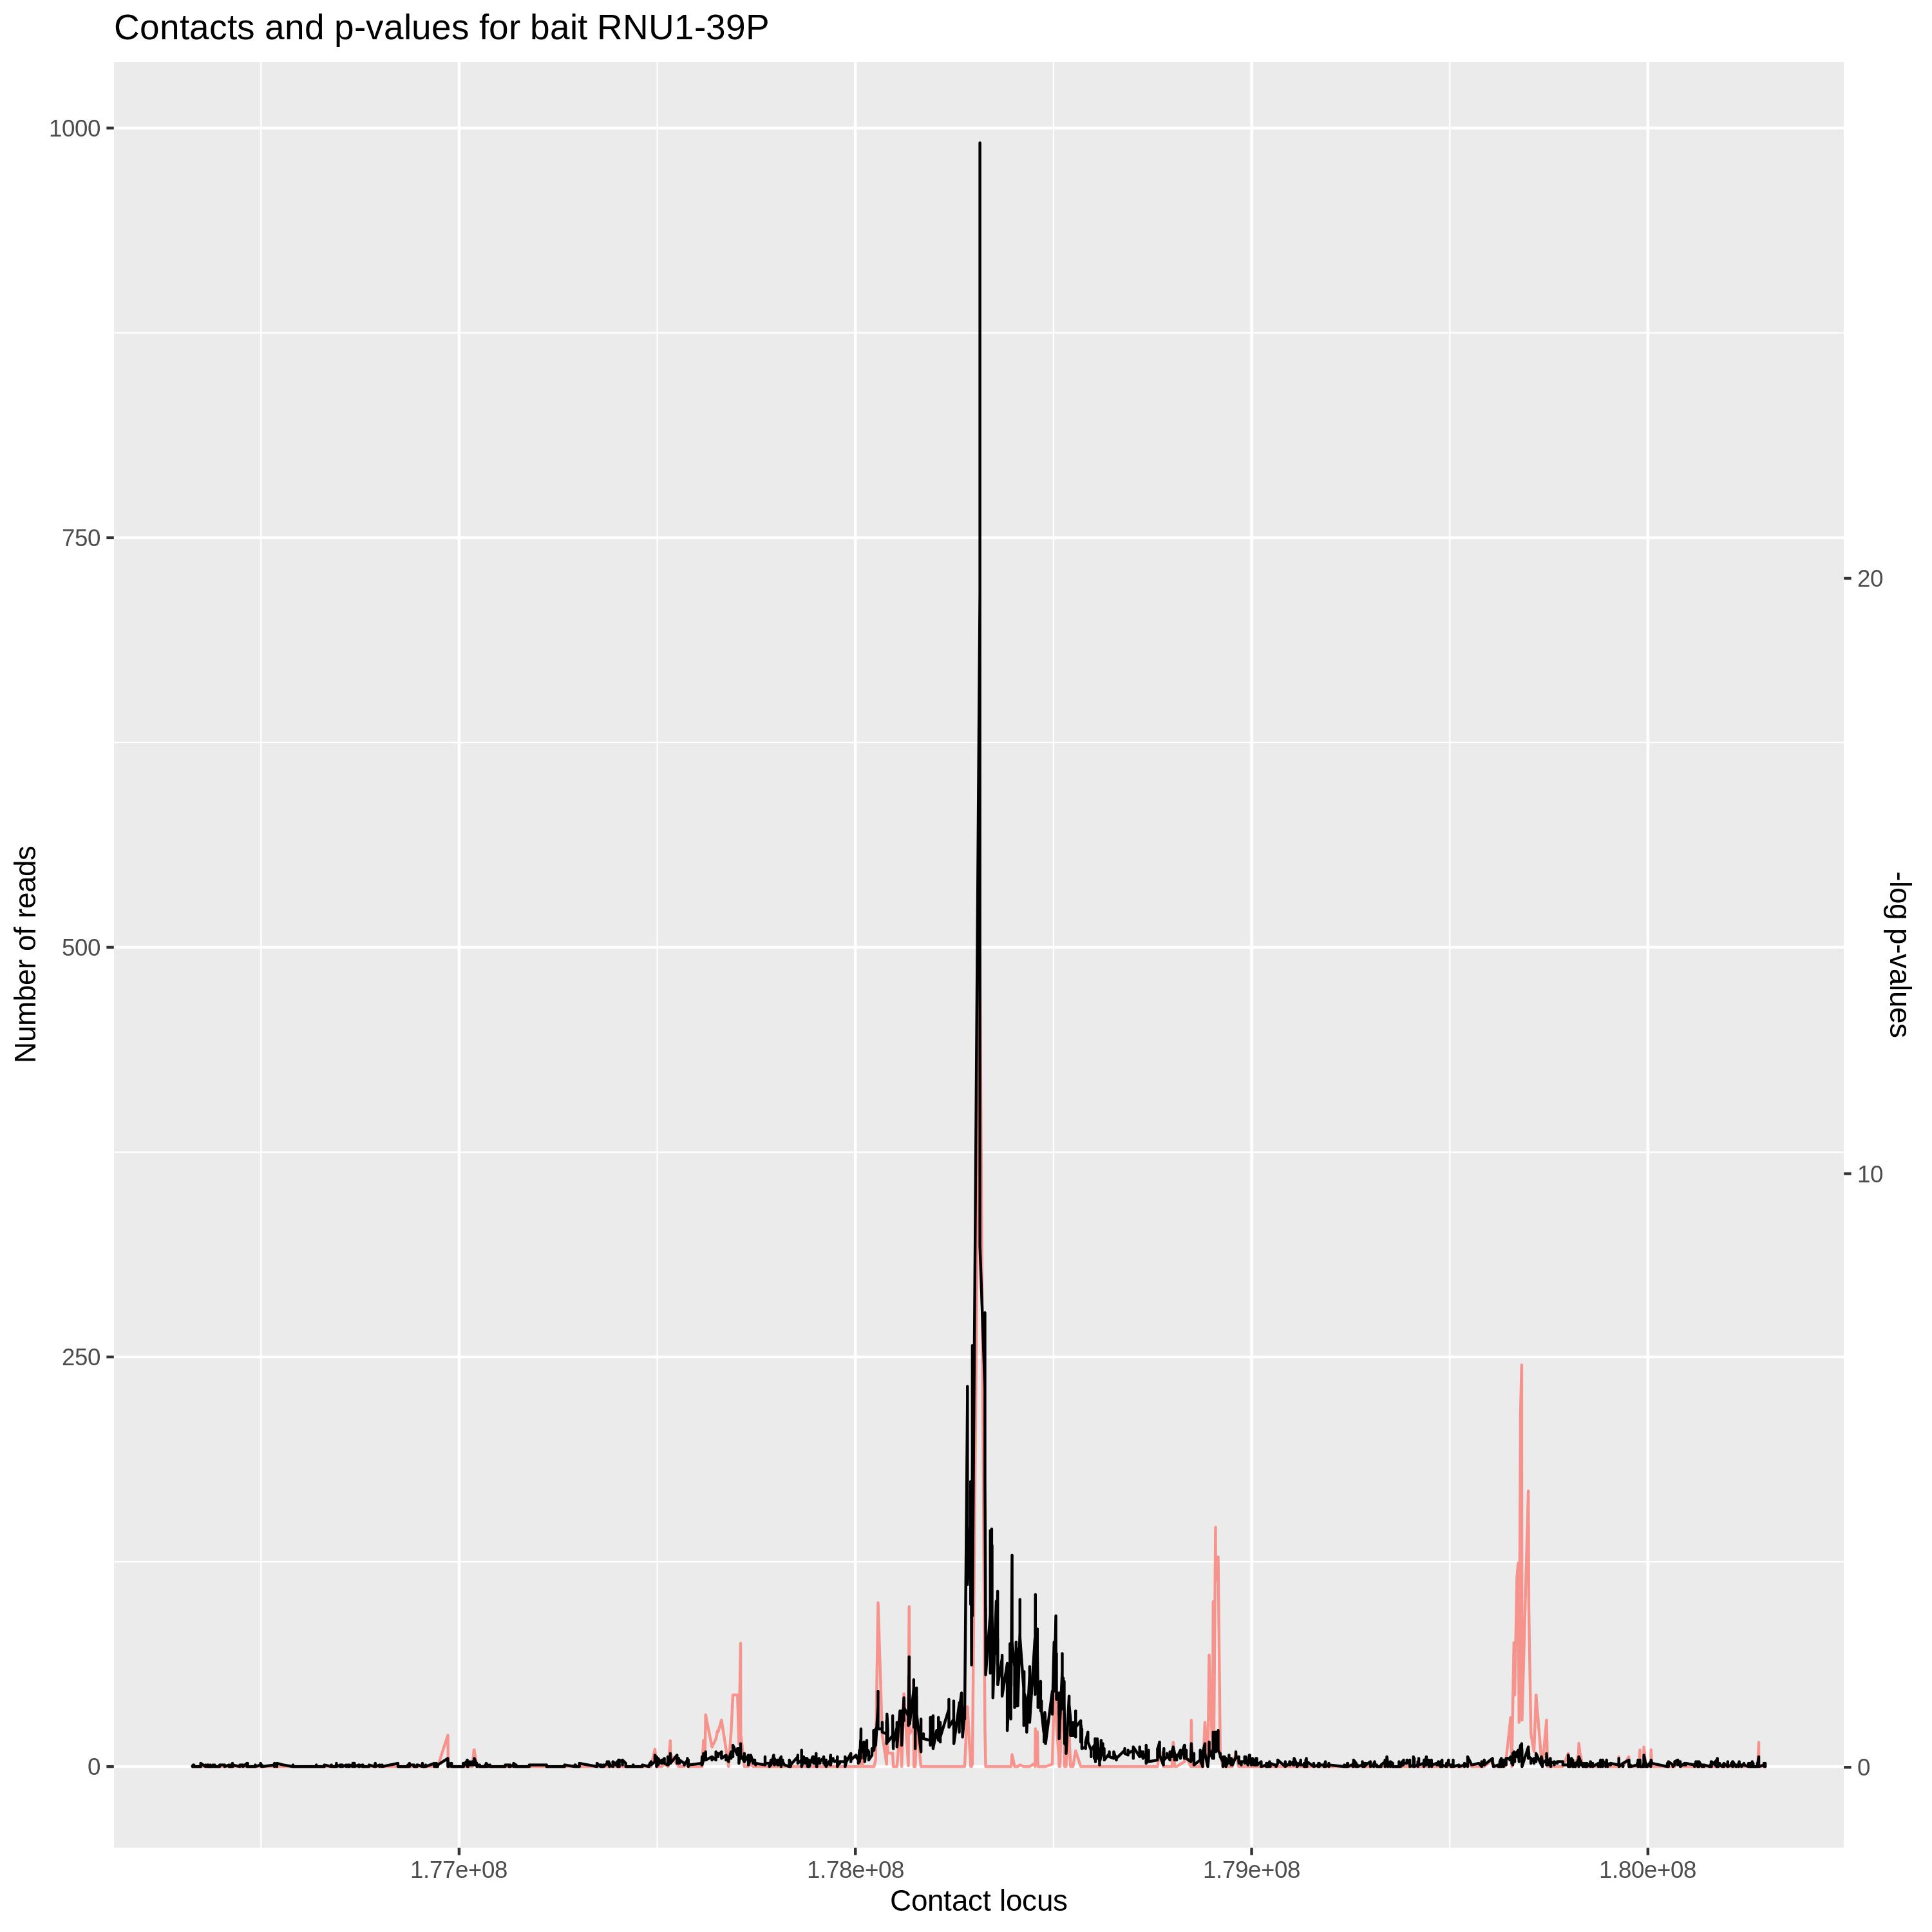 Contacts and p-values for bait RNU1-39P
1000
750
500
250
0
Number of reads
20
10
0
-log p-values
1.77e+08
1.78e+08
1.79e+08
1.80e+08
Contact locus